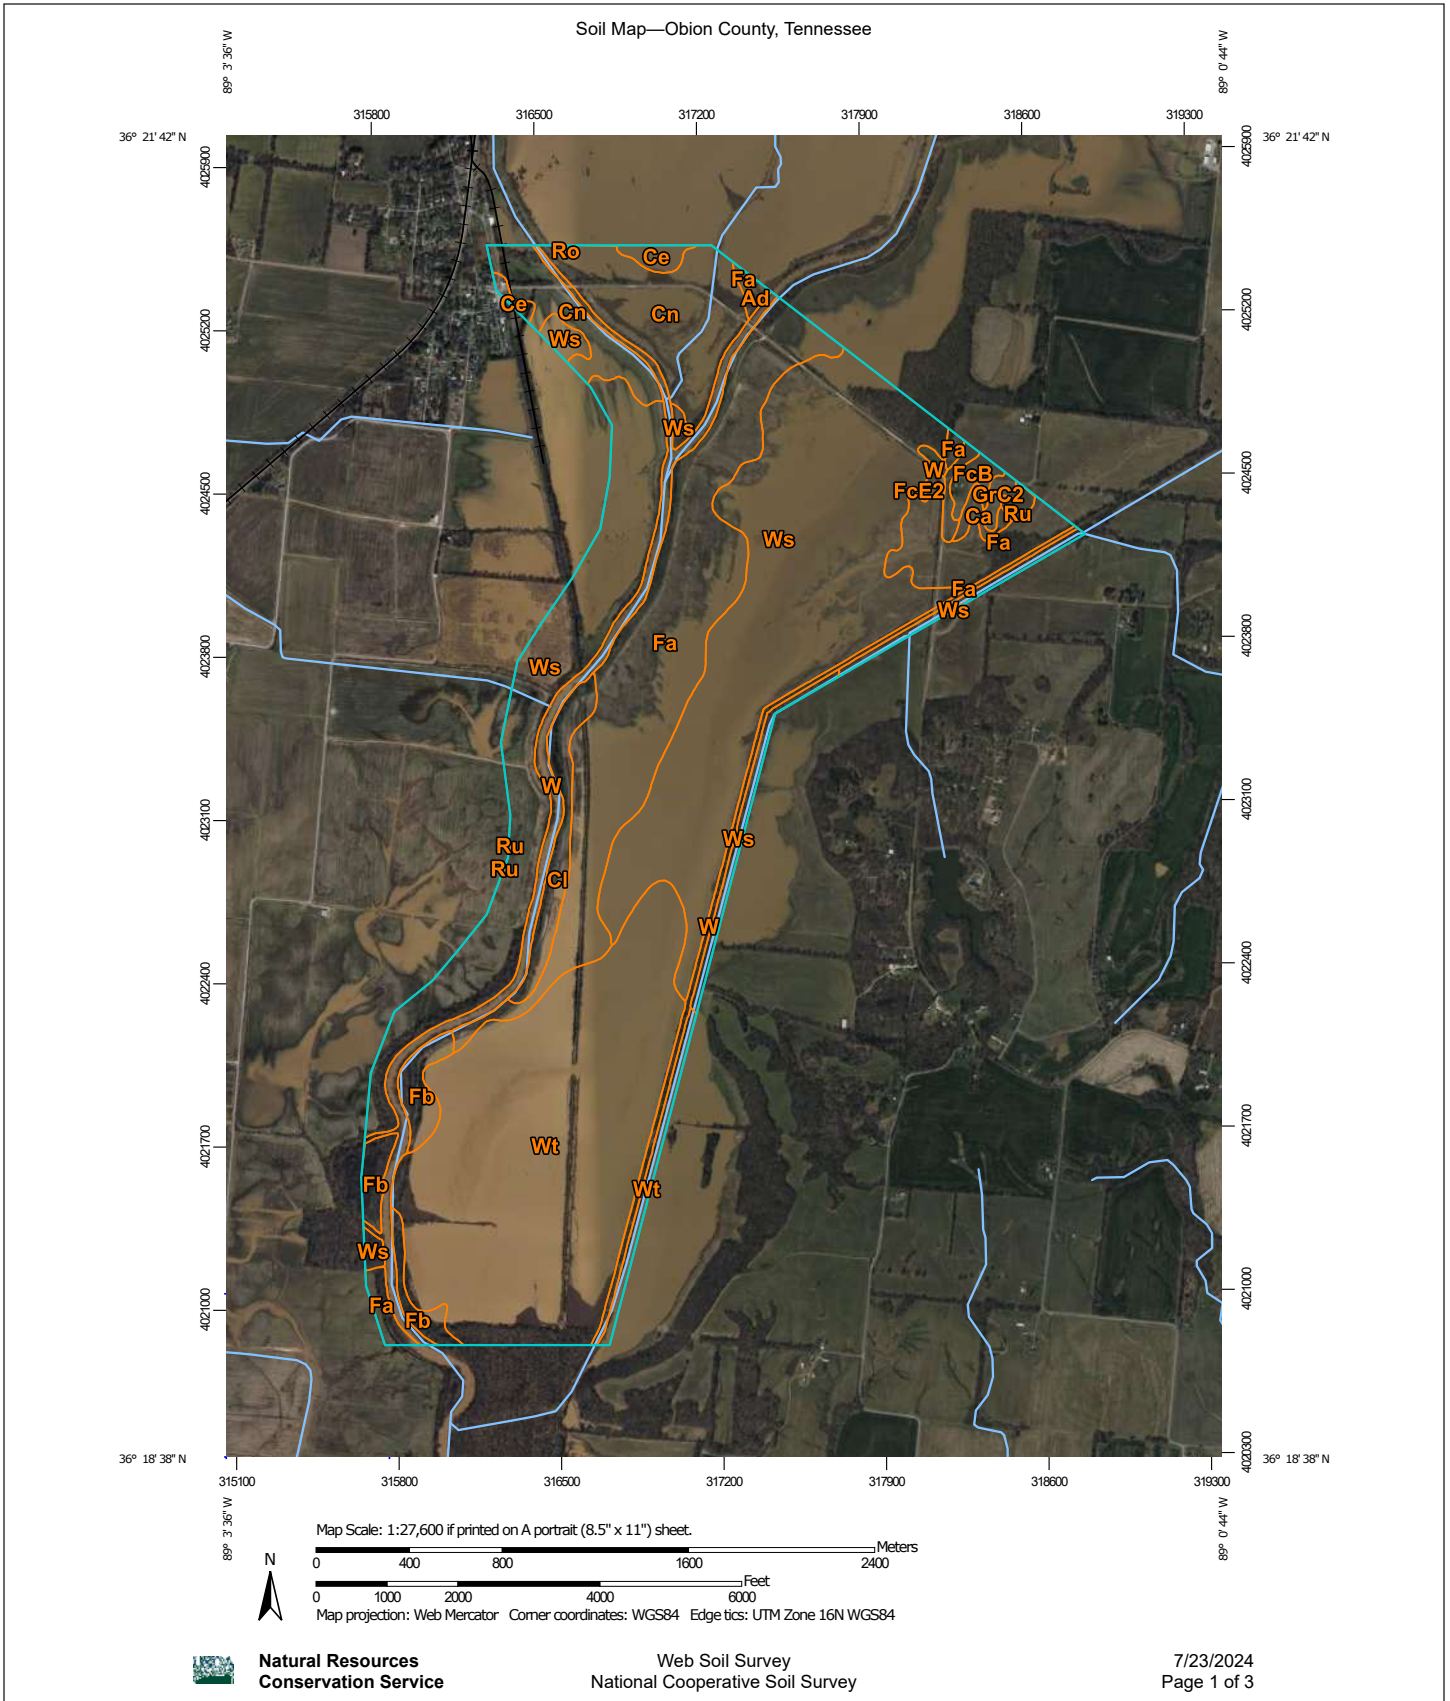 Soil Map—Obion County, Tennessee
89° 3' 36" W
89° 0' 44" W
315800 316500 317200 317900 318600 319300
36° 21' 42" N
36° 21' 42" N
4025900
4025900
Ro
Ce
Fa
Ad
Ce
Cn
Cn
4025200
4025200
Ws
Ws
Fa
W
FcB
4024500
4024500
FcE2
GrC2
Ca
Ru
Ws
Fa
Fa
Ws
4023800
4023800
Fa
Ws
W
4023100
4023100
Ws
Ru
Ru
Cl
W
4022400
4022400
Fb
4021700
4021700
Wt
Fb
Wt
Ws
4021000
4021000
Fa
Fb
4020300
36° 18' 38" N
36° 18' 38" N
315100 315800 316500 317200 317900 318600 319300
89° 3' 36" W
89° 0' 44" W
Map Scale: 1:27,600 if printed on A portrait (8.5" x 11") sheet.
Meters
0 400 800 1600 2400
N
Feet
0 1000 2000 4000 6000
Map projection: Web Mercator Corner coordinates: WGS84 Edge tics: UTM Zone 16N WGS84
Natural Resources
Conservation Service
Web Soil Survey
National Cooperative Soil Survey
7/23/2024
Page 1 of 3